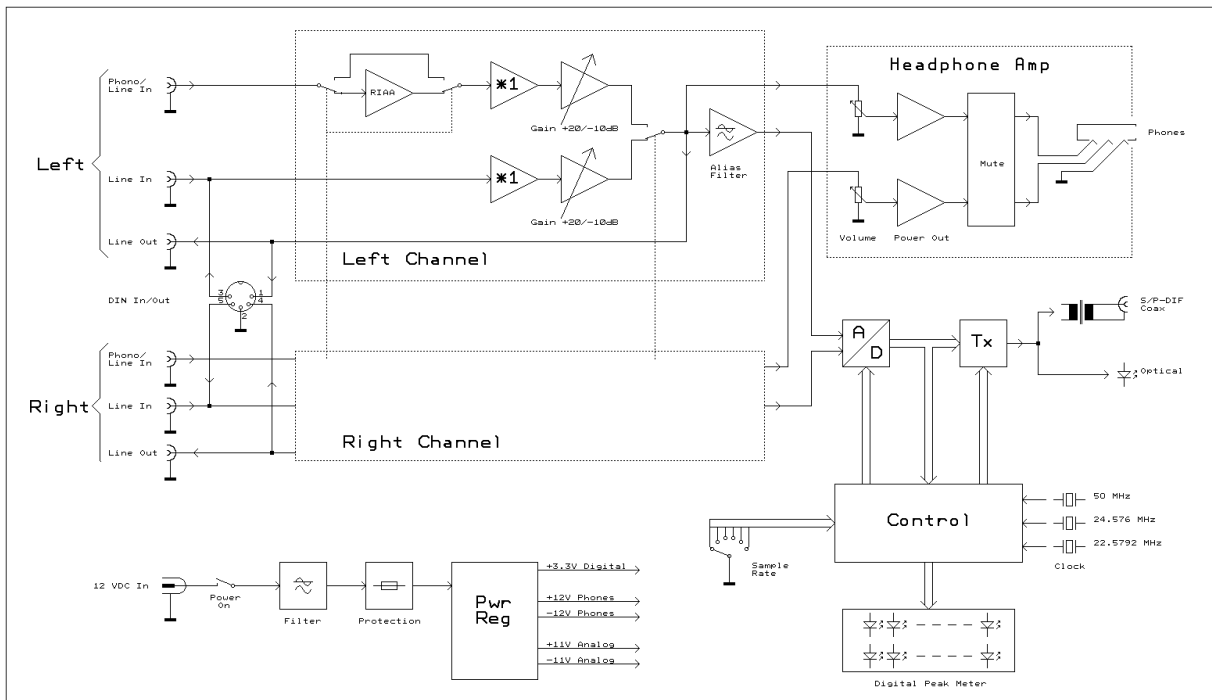 Left
Phono/
Line In
Line In
Line Out
DIN In/Out
3
5
1
4
2
Right
Phono/
Line In
Line In
Line Out
RIAA
*1
Gain +20/-10dB
*1
Gain +20/-10dB
Alias
Filter
Left Channel
Right Channel
Headphone Amp
Mute
Phones
Volume
Power Out
A
D
Tx
S/P-DIF
Coax
Optical
Control
50 MHz
24.576 MHz
22.5792 MHz
Clock
Sample
Rate
Digital Peak Meter
12 VDC In
Power
On
Filter
Protection
Pwr
Reg
+3.3V Digital
+12V Phones
-12V Phones
+11V Analog
-11V Analog